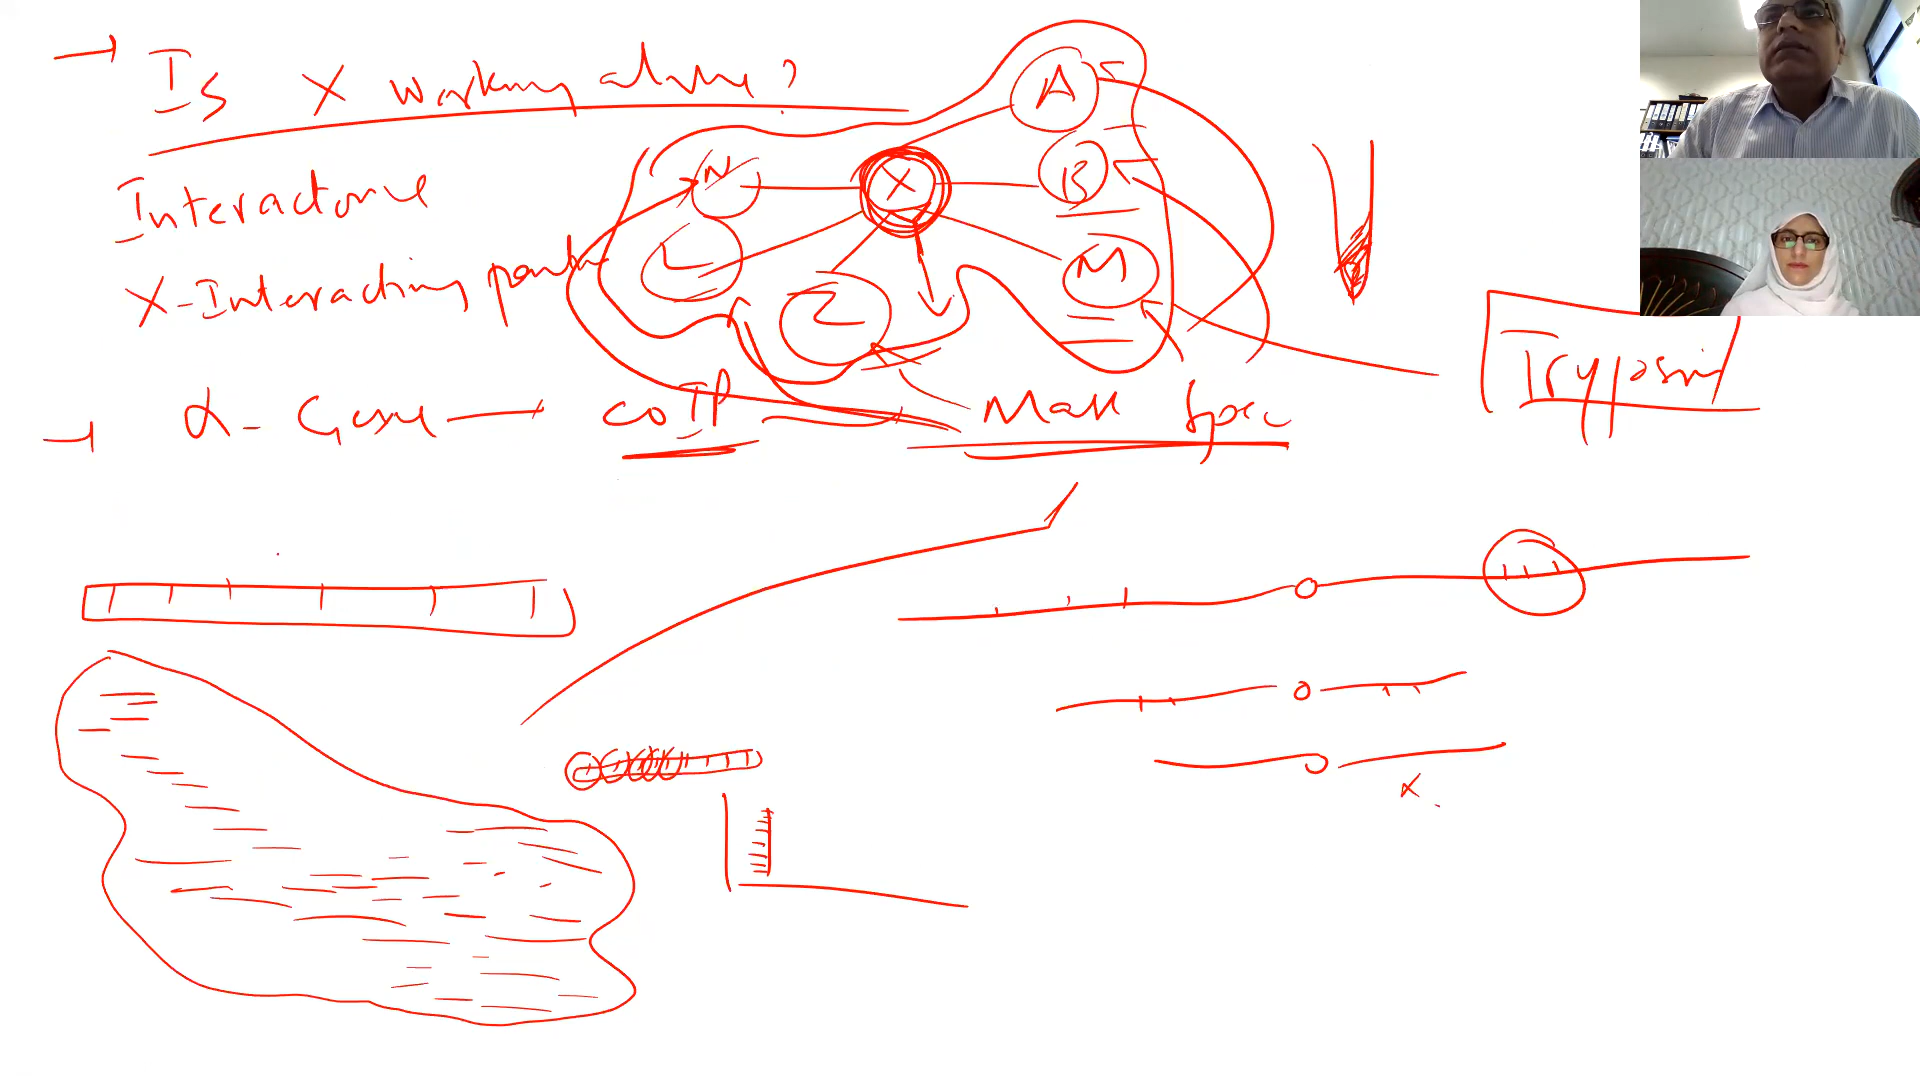 Is X working alone?
Interactome
X-Interacting partner
A
N
X
B
L
M
Z
Trypsin
α- Gene
coIP
Mass Spec
α